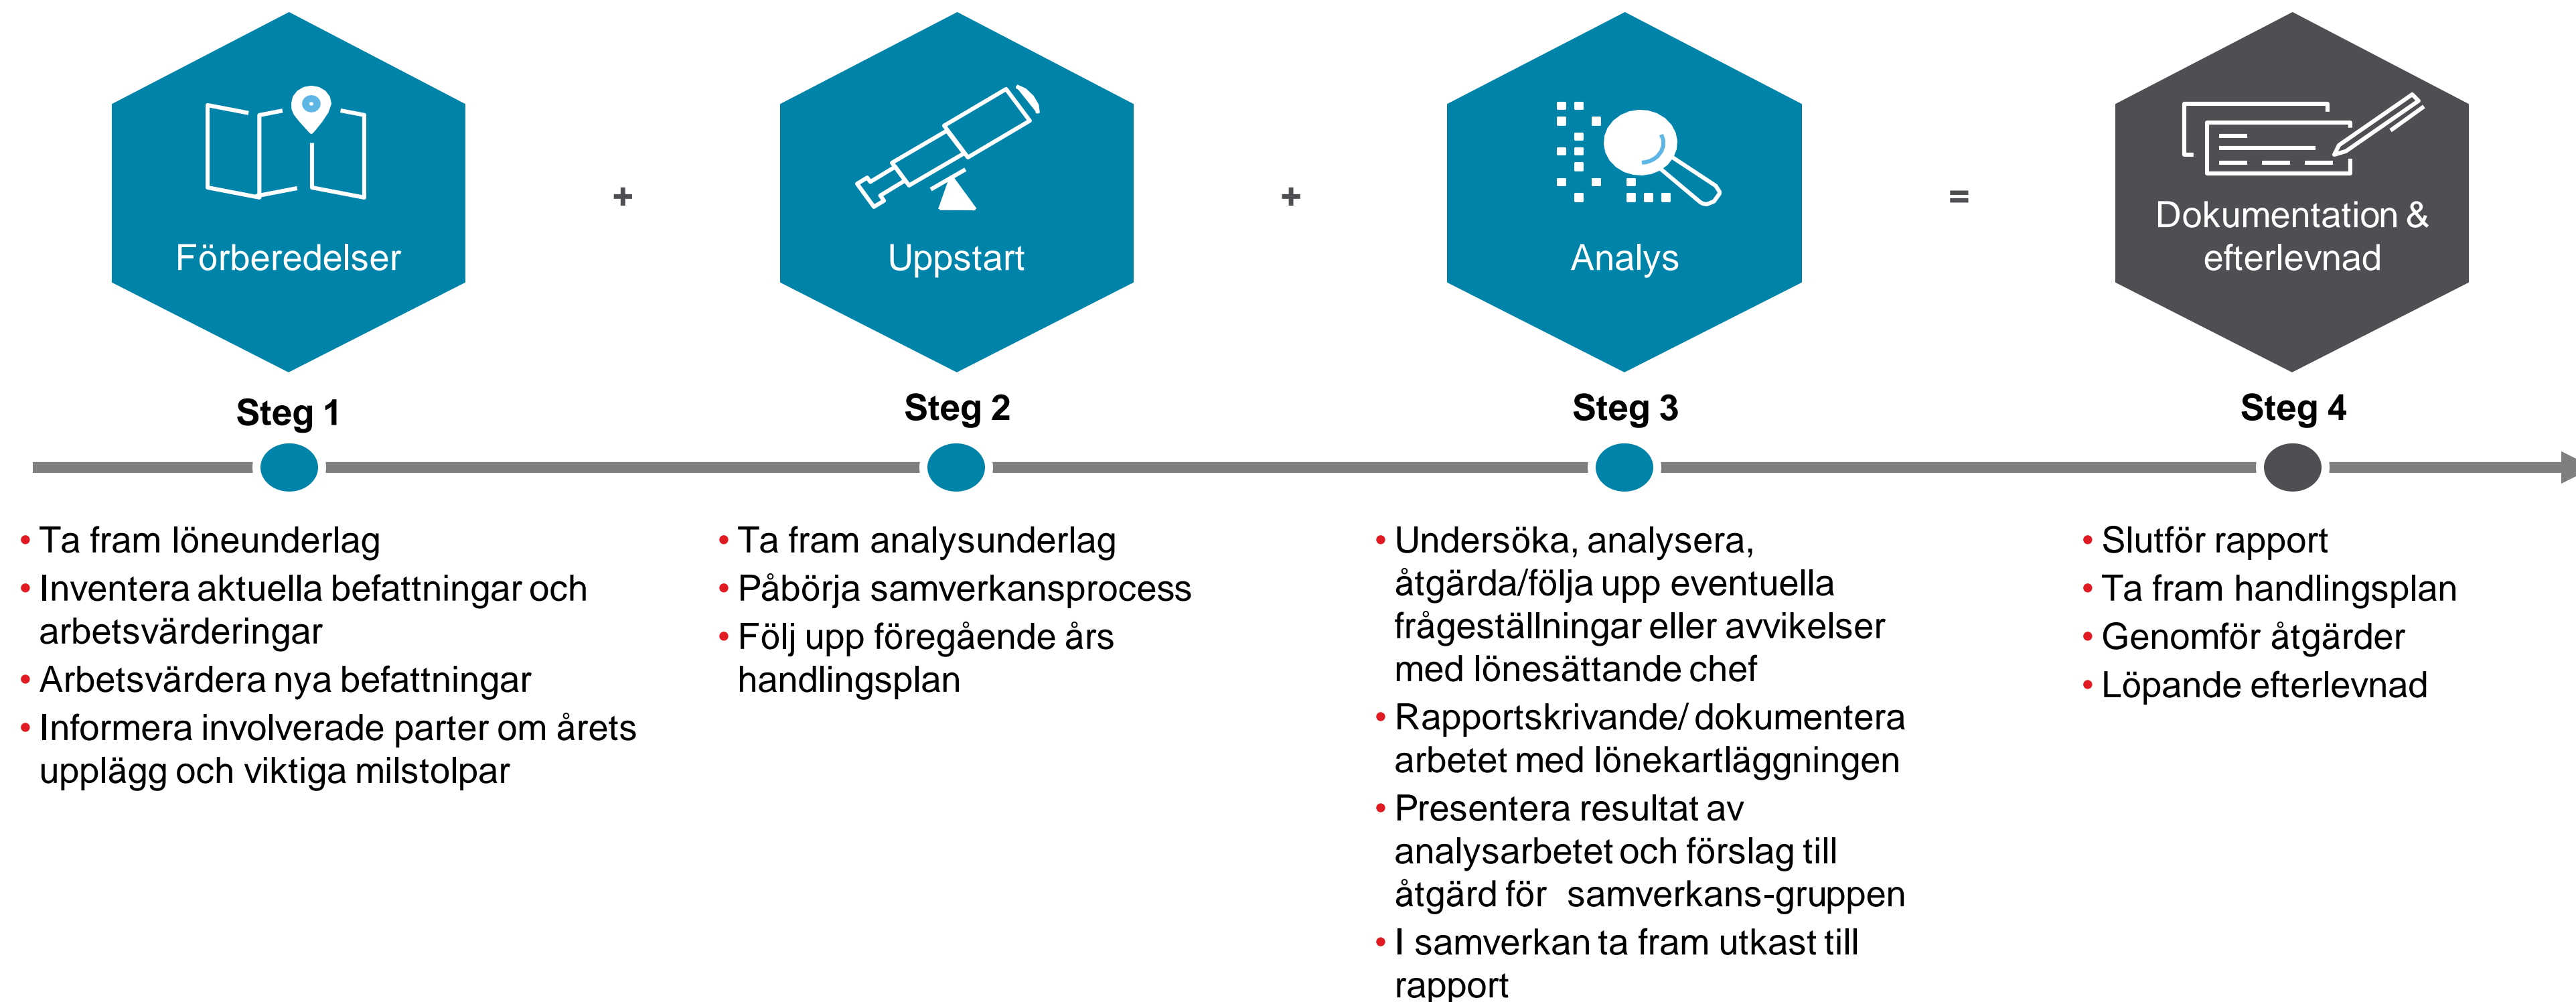 Förberedelser
+
Uppstart
+
Analys
=
Dokumentation &
efterlevnad
Steg 1
Steg 2
Steg 3
Steg 4
• Ta fram löneunderlag
• Inventera aktuella befattningar och
arbetsvärderingar
• Arbetsvärdera nya befattningar
• Informera involverade parter om årets
upplägg och viktiga milstolpar
• Ta fram analysunderlag
• Påbörja samverkansprocess
• Följ upp föregående års
handlingsplan
• Undersöka, analysera,
åtgärda/följa upp eventuella
frågeställningar eller avvikelser
med lönesättande chef
• Rapportskrivande/ dokumentera
arbetet med lönekartläggningen
• Presentera resultat av
analysarbetet och förslag till
åtgärd för samverkans-gruppen
• I samverkan ta fram utkast till
rapport
• Slutför rapport
• Ta fram handlingsplan
• Genomför åtgärder
• Löpande efterlevnad